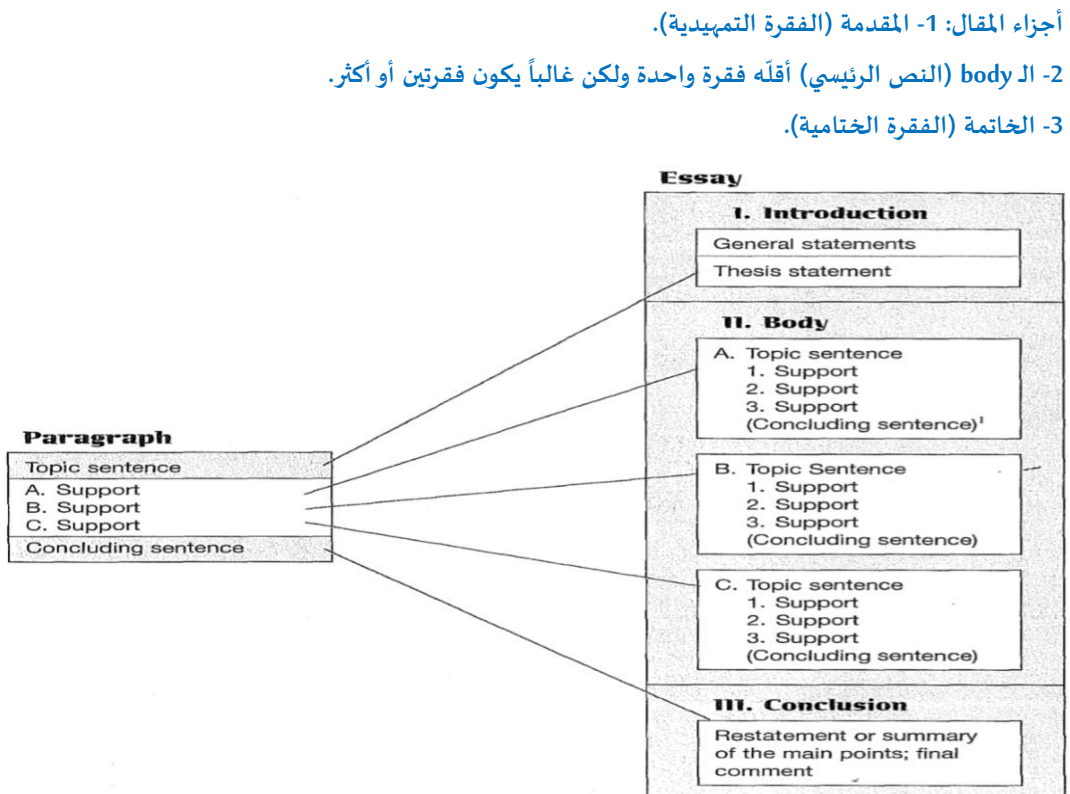 أجزاء المقال: 1- المقدمة (الفقرة التمهيدية).
2- الـ body (النص الرئيسي) أقلّه فقرة واحدة ولكن غالباً يكون فقرتين أو أكثر.
3- الخاتمة (الفقرة الختامية).
Essay
I. Introduction
General statements
Thesis statement
II. Body
A. Topic sentence
1. Support
2. Support
3. Support
(Concluding sentence)¹
Paragraph
Topic sentence
A. Support
B. Support
C. Support
Concluding sentence
B. Topic Sentence
1. Support
2. Support
3. Support
(Concluding sentence)
C. Topic sentence
1. Support
2. Support
3. Support
(Concluding sentence)
III. Conclusion
Restatement or summary
of the main points; final
comment